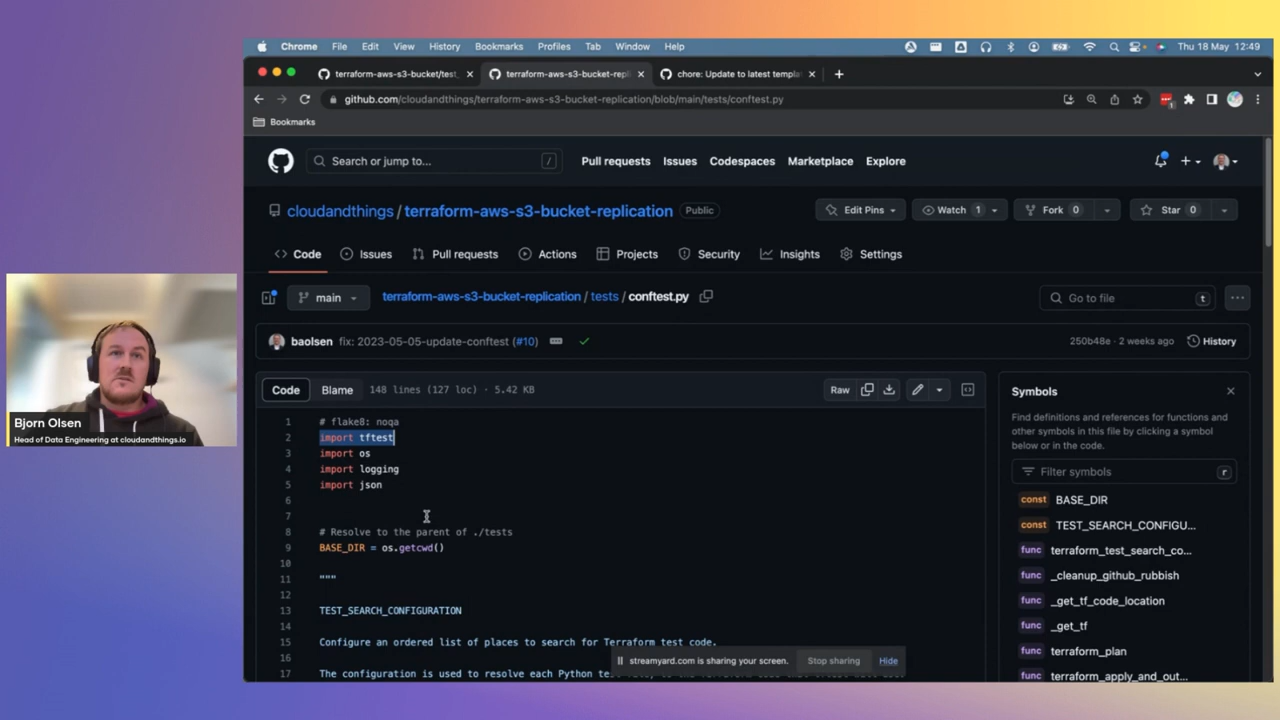 Chrome File Edit View History Bookmarks Profiles Tab Window Help Thu 18 May 12:49
terraform-aws-s3-bucket/test_ terraform-aws-s3-bucket-repli chore: Update to latest templa
github.com/cloudandthings/terraform-aws-s3-bucket-replication/blob/main/tests/conftest.py
Bookmarks
Search or jump to... / Pull requests Issues Codespaces Marketplace Explore
cloudandthings / terraform-aws-s3-bucket-replication Public Edit Pins Watch 1 Fork 0 Star 0
Code Issues Pull requests Actions Projects Security Insights Settings
main terraform-aws-s3-bucket-replication / tests / conftest.py Go to file t
baolsen fix: 2023-05-05-update-conftest (#10) 250b48e · 2 weeks ago History
Code Blame 148 lines (127 loc) · 5.42 KB Raw
Symbols
Find definitions and references for functions and
other symbols in this file by clicking a symbol
below or in the code.
Filter symbols r
const BASE_DIR
const TEST_SEARCH_CONFIGU...
func terraform_test_search_co...
func _cleanup_github_rubbish
func _get_tf_code_location
func _get_tf
func terraform_plan
func terraform_apply_and_out...
1 # flake8: noqa
2 import tftest
3 import os
4 import logging
5 import json
6
7
8 # Resolve to the parent of ./tests
9 BASE_DIR = os.getcwd()
10
11 """
12
13 TEST_SEARCH_CONFIGURATION
14
15 Configure an ordered list of places to search for Terraform test code.
16
17 The configuration is used to resolve each Python
streamyard.com is sharing your screen. Stop sharing Hide
Bjorn Olsen
Head of Data Engineering at cloudandthings.io